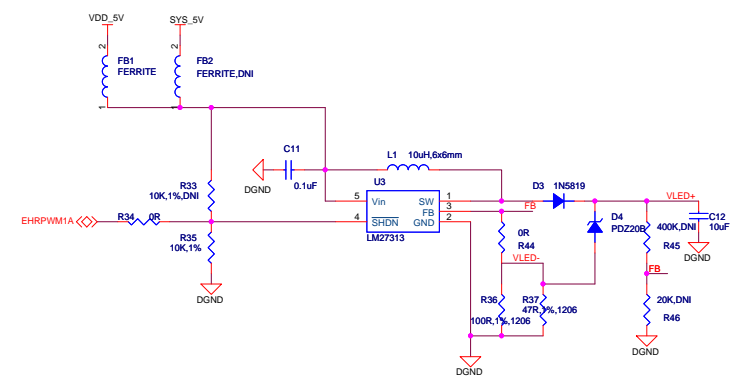 VDD_5V
SYS_5V
2
2
FB1
FERRITE
FB2
FERRITE,DNI
1
1
C11
0.1uF
DGND
L1 10uH,6x6mm
R33
10K,1%,DNI
U3
5 Vin
SW 1
FB 3
GND 2
4 SHDN
LM27313
D3 1N5819
VLED+
FB
D4
PDZ20B
C12
10uF
DGND
400K,DNI
R45
EHRPWM1A
R34 0R
R35
10K,1%
DGND
0R
R44
VLED-
FB
R36
100R,1%,1206
R37
47R,1%,1206
20K,DNI
R46
DGND
DGND